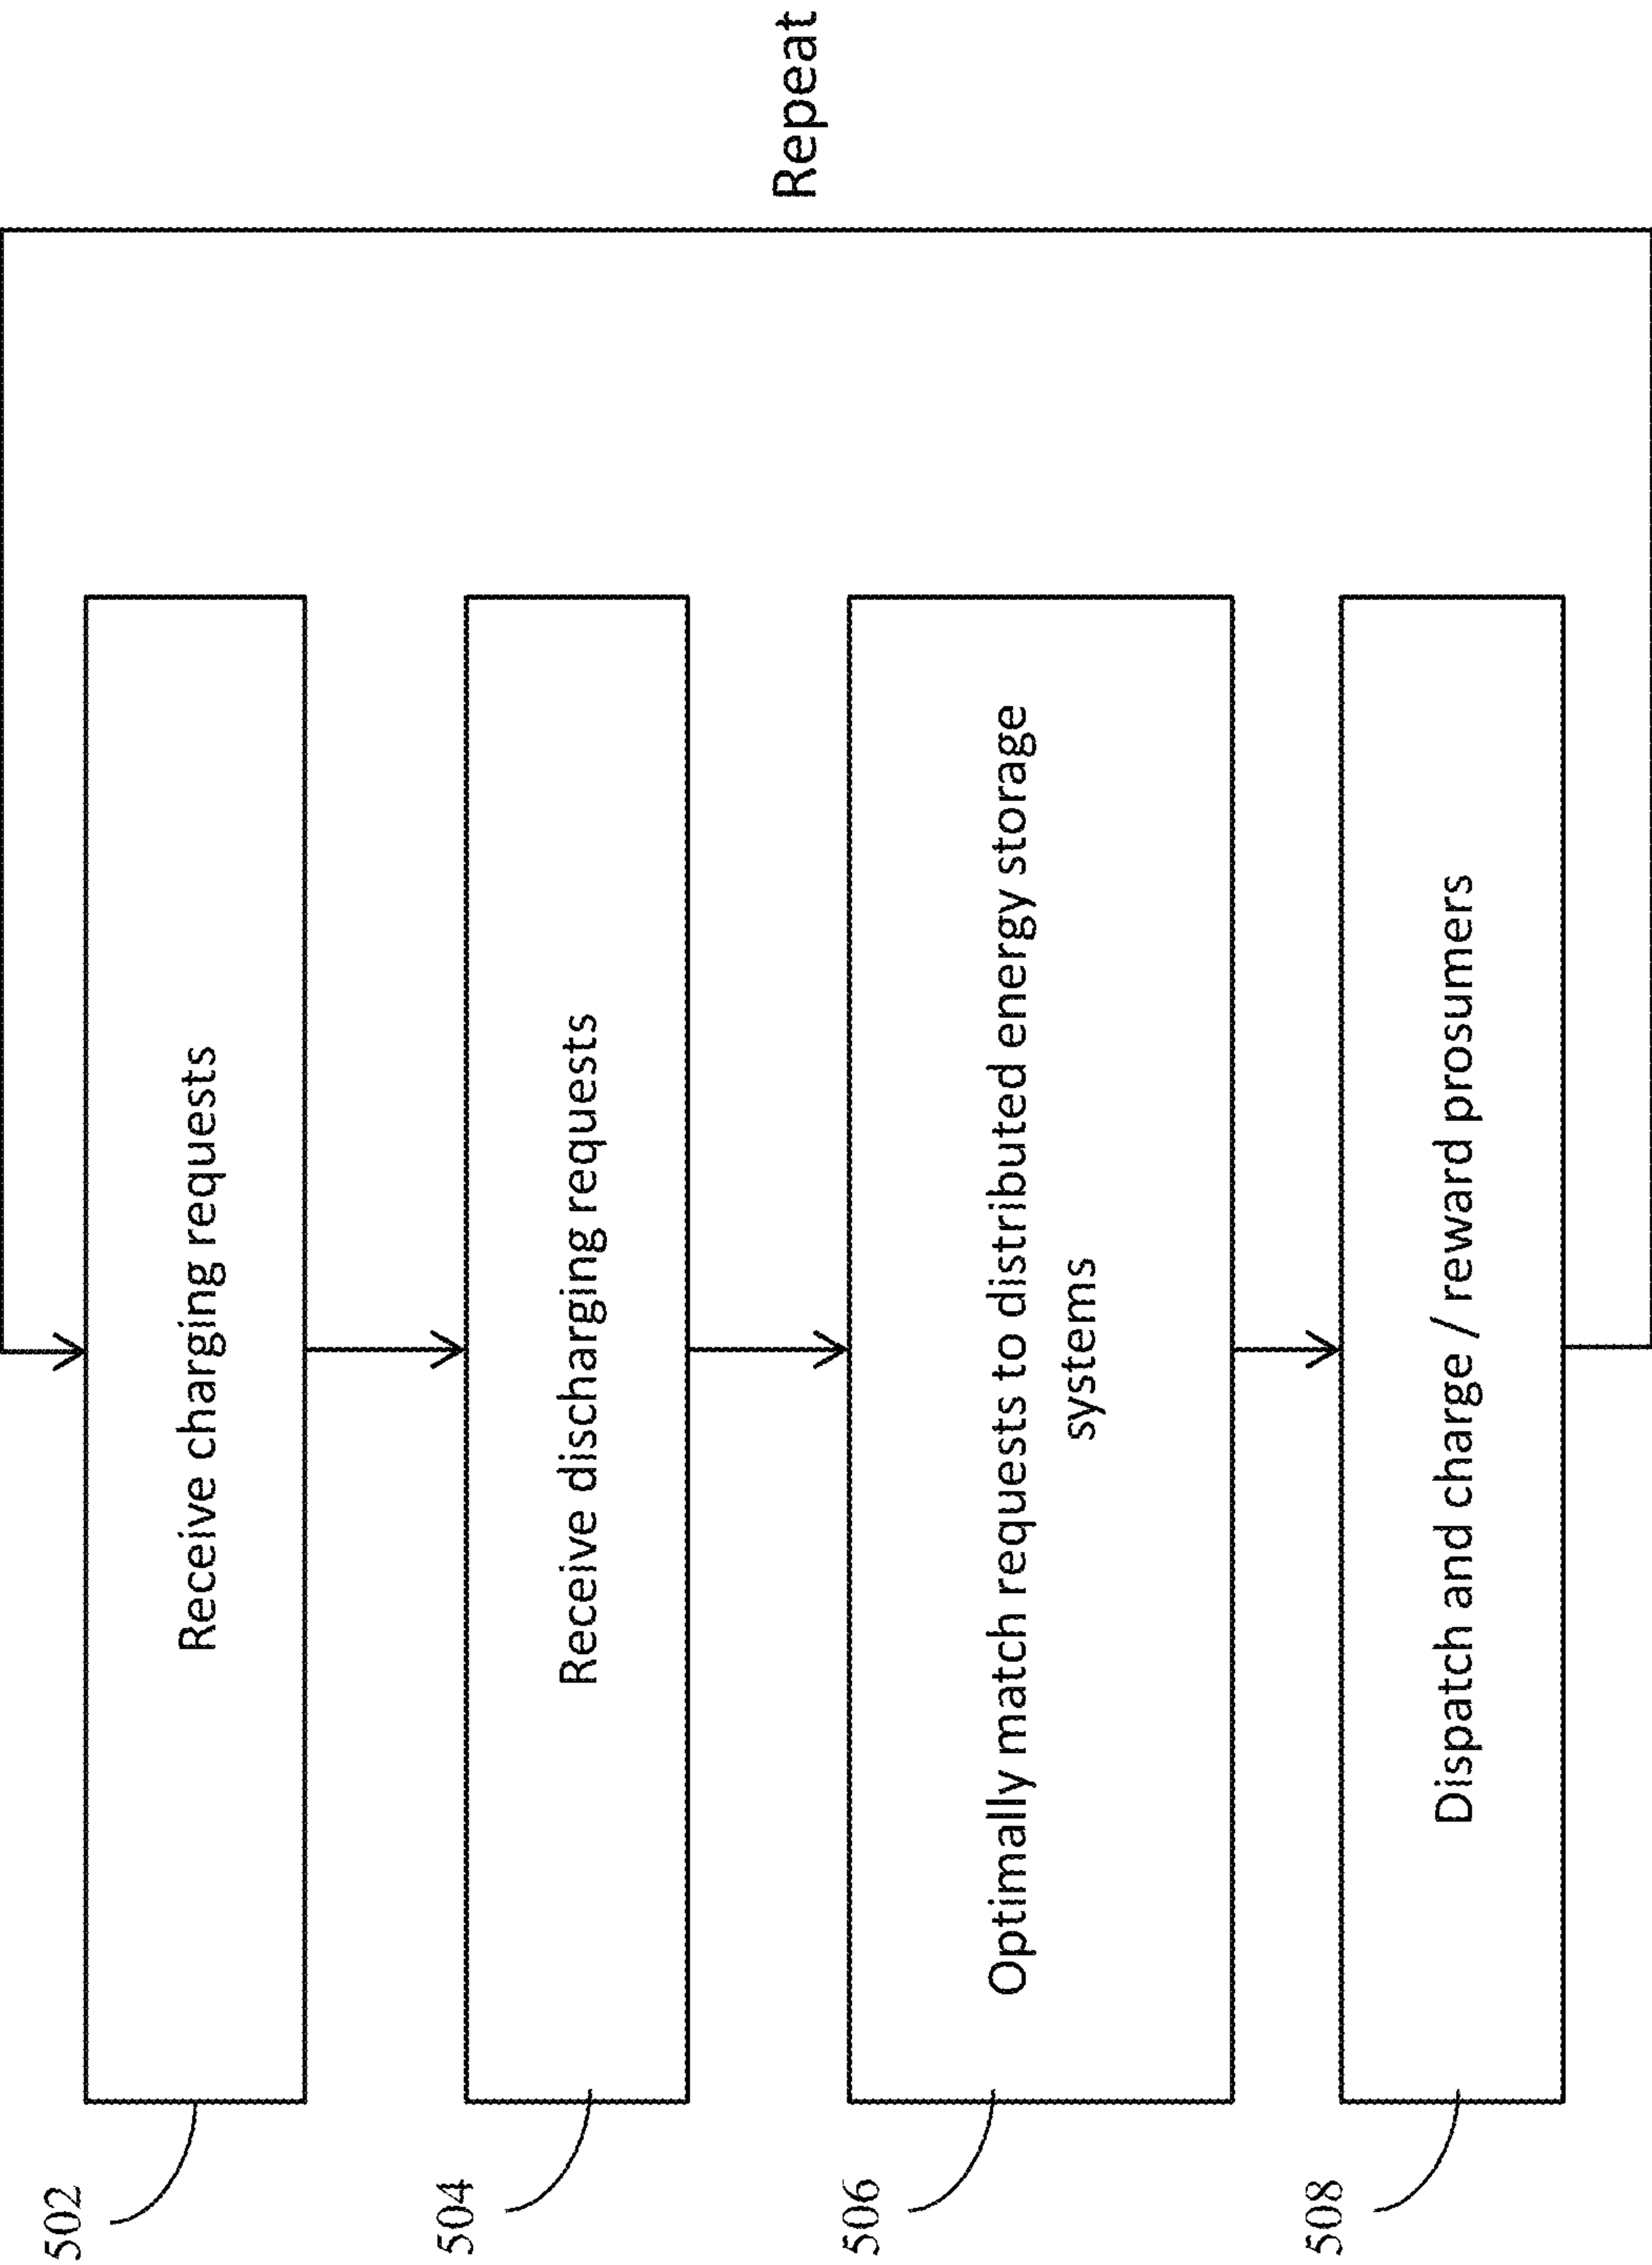 502
Receive charging requests
504
Receive discharging requests
506
Optimally match requests to distributed energy storage
systems
508
Dispatch and charge / reward prosumers
Repeat